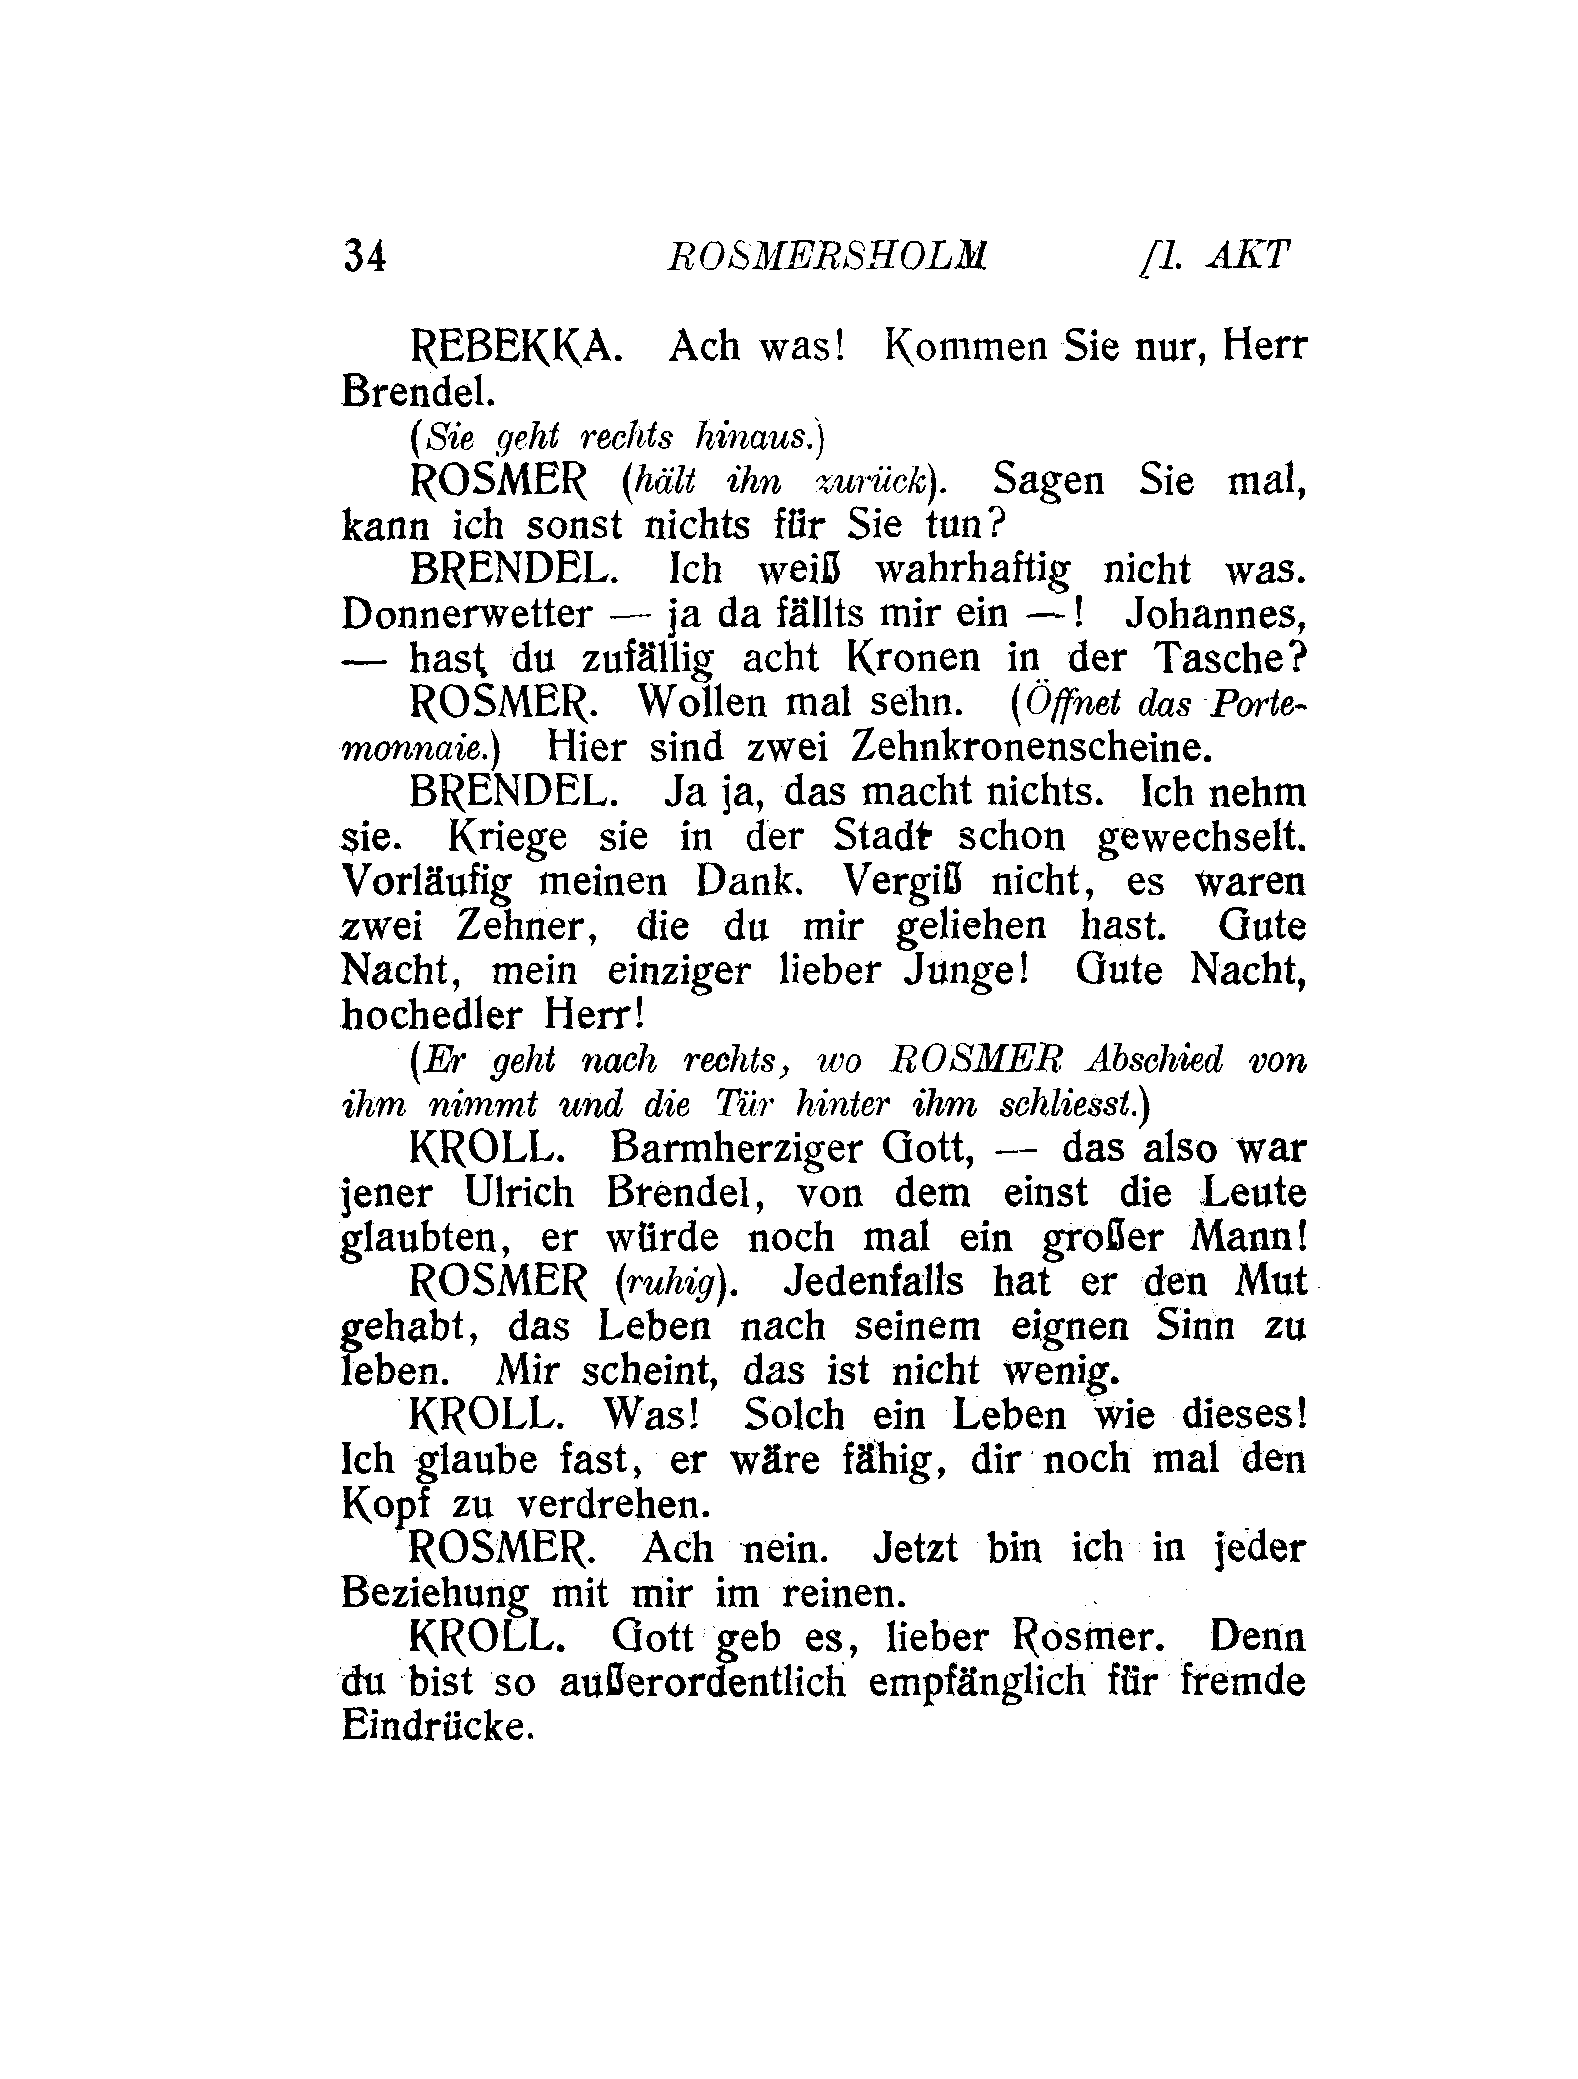 34 ROSMERSHOLM [1. AKT
REBEKKA. Ach was! Kommen Sie nur, Herr
Brendel.
(Sie geht rechts hinaus.)
ROSMER (hält ihn zurück). Sagen Sie mal,
kann ich sonst nichts für Sie tun?
BRENDEL. Ich weiß wahrhaftig nicht was.
Donnerwetter — ja da fällts mir ein —! Johannes,
— hast du zufällig acht Kronen in der Tasche?
ROSMER. Wollen mal sehn. (Öffnet das Porte-
monnaie.) Hier sind zwei Zehnkronenscheine.
BRENDEL. Ja ja, das macht nichts. Ich nehm
sie. Kriege sie in der Stadt schon gewechselt.
Vorläufig meinen Dank. Vergiß nicht, es waren
zwei Zehner, die du mir geliehen hast. Gute
Nacht, mein einziger lieber Junge! Gute Nacht,
hochedler Herr!
(Er geht nach rechts, wo ROSMER Abschied von
ihm nimmt und die Tür hinter ihm schliesst.)
KROLL. Barmherziger Gott, — das also war
jener Ulrich Brendel, von dem einst die Leute
glaubten, er würde noch mal ein großer Mann!
ROSMER (ruhig). Jedenfalls hat er den Mut
gehabt, das Leben nach seinem eignen Sinn zu
leben. Mir scheint, das ist nicht wenig.
KROLL. Was! Solch ein Leben wie dieses!
Ich glaube fast, er wäre fähig, dir noch mal den
Kopf zu verdrehen.
ROSMER. Ach nein. Jetzt bin ich in jeder
Beziehung mit mir im reinen.
KROLL. Gott geb es, lieber Rosmer. Denn
du bist so außerordentlich empfänglich für fremde
Eindrücke.